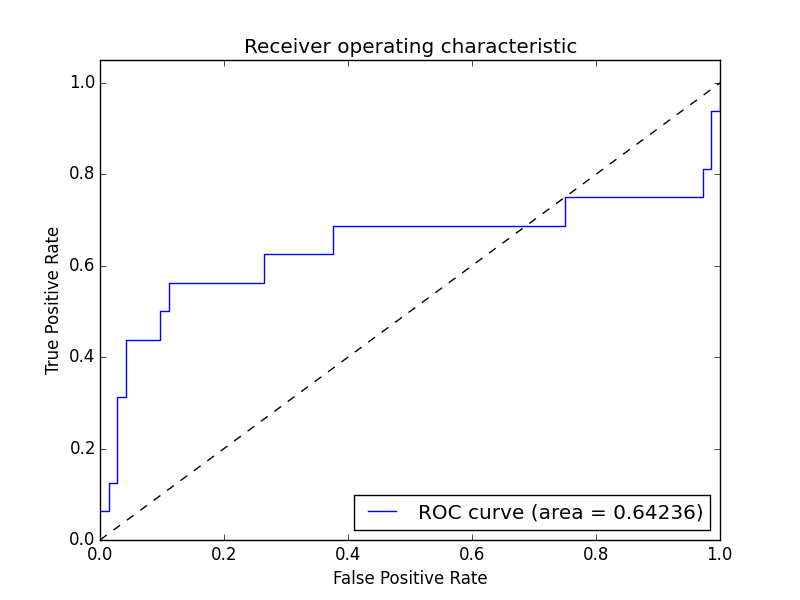 Receiver operating characteristic
True Positive Rate
1.0
0.8
0.6
0.4
0.2
0.0
ROC curve (area = 0.64236)
0.0 0.2 0.4 0.6 0.8 1.0
False Positive Rate